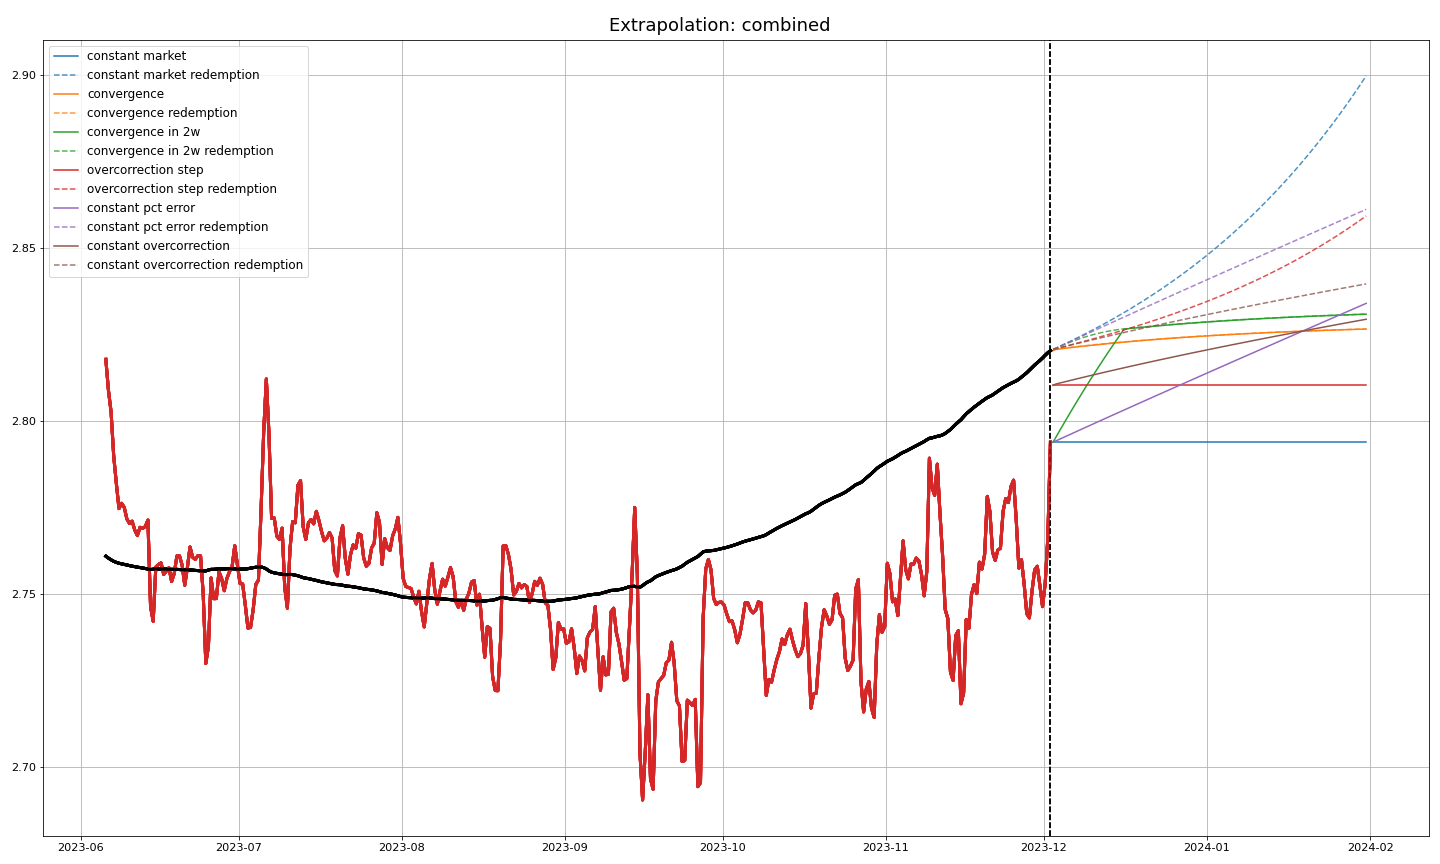 Extrapolation: combined
constant market
constant market redemption
convergence
convergence redemption
convergence in 2w
convergence in 2w redemption
overcorrection step
overcorrection step redemption
constant pct error
constant pct error redemption
constant overcorrection
constant overcorrection redemption
2.90
2.85
2.80
2.75
2.70
2023-06 2023-07 2023-08 2023-09 2023-10 2023-11 2023-12 2024-01 2024-02